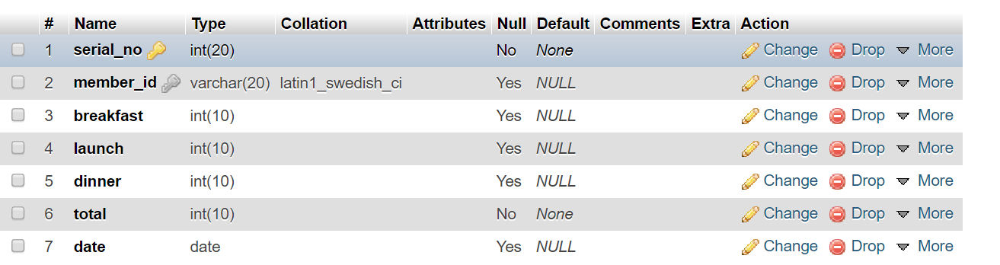 # Name Type Collation Attributes Null Default Comments Extra Action
1 serial_no int(20) No None Change Drop More
2 member_id varchar(20) latin1_swedish_ci Yes NULL Change Drop More
3 breakfast int(10) Yes NULL Change Drop More
4 launch int(10) Yes NULL Change Drop More
5 dinner int(10) Yes NULL Change Drop More
6 total int(10) No None Change Drop More
7 date date Yes NULL Change Drop More